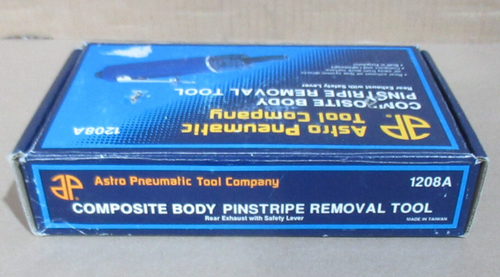 Astro Pneumatic
Tool Company
1208A
COMPOSITE BODY
PINSTRIPE REMOVAL TOOL
Rear Exhaust with Safety Lever
AP
Astro Pneumatic Tool Company
1208A
COMPOSITE BODY PINSTRIPE REMOVAL TOOL
Rear Exhaust with Safety Lever
MADE IN TAIWAN